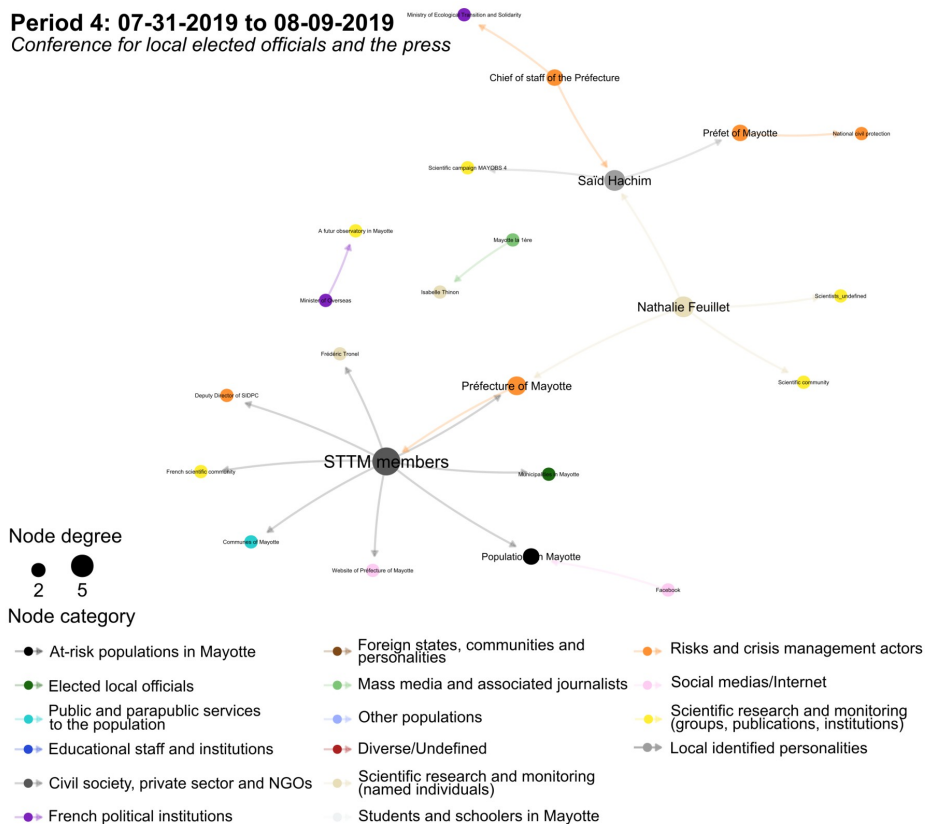 Period 4: 07-31-2019 to 08-09-2019
Conference for local elected officials and the press
Ministry of Ecological Transition and Solidarity
Chief of staff of the Préfecture
Préfet of Mayotte
National civil protection
Scientific campaign MAYOBS 4
Saïd Hachim
A futur observatory in Mayotte
Mayotte la 1ère
Isabelle Thinon
Minister of Overseas
Scientists_undefined
Nathalie Feuillet
Frédéric Tronel
Scientific community
Préfecture of Mayotte
Deputy Director of SIDPC
STTM members
French scientific community
Municipalities in Mayotte
Communes of Mayotte
Population in Mayotte
Website of Préfecture of Mayotte
Facebook
Node degree
2 5
Node category
At-risk populations in Mayotte
Elected local officials
Public and parapublic services
to the population
Educational staff and institutions
Civil society, private sector and NGOs
French political institutions
Foreign states, communities and
personalities
Mass media and associated journalists
Other populations
Diverse/Undefined
Scientific research and monitoring
(named individuals)
Students and schoolers in Mayotte
Risks and crisis management actors
Social medias/Internet
Scientific research and monitoring
(groups, publications, institutions)
Local identified personalities